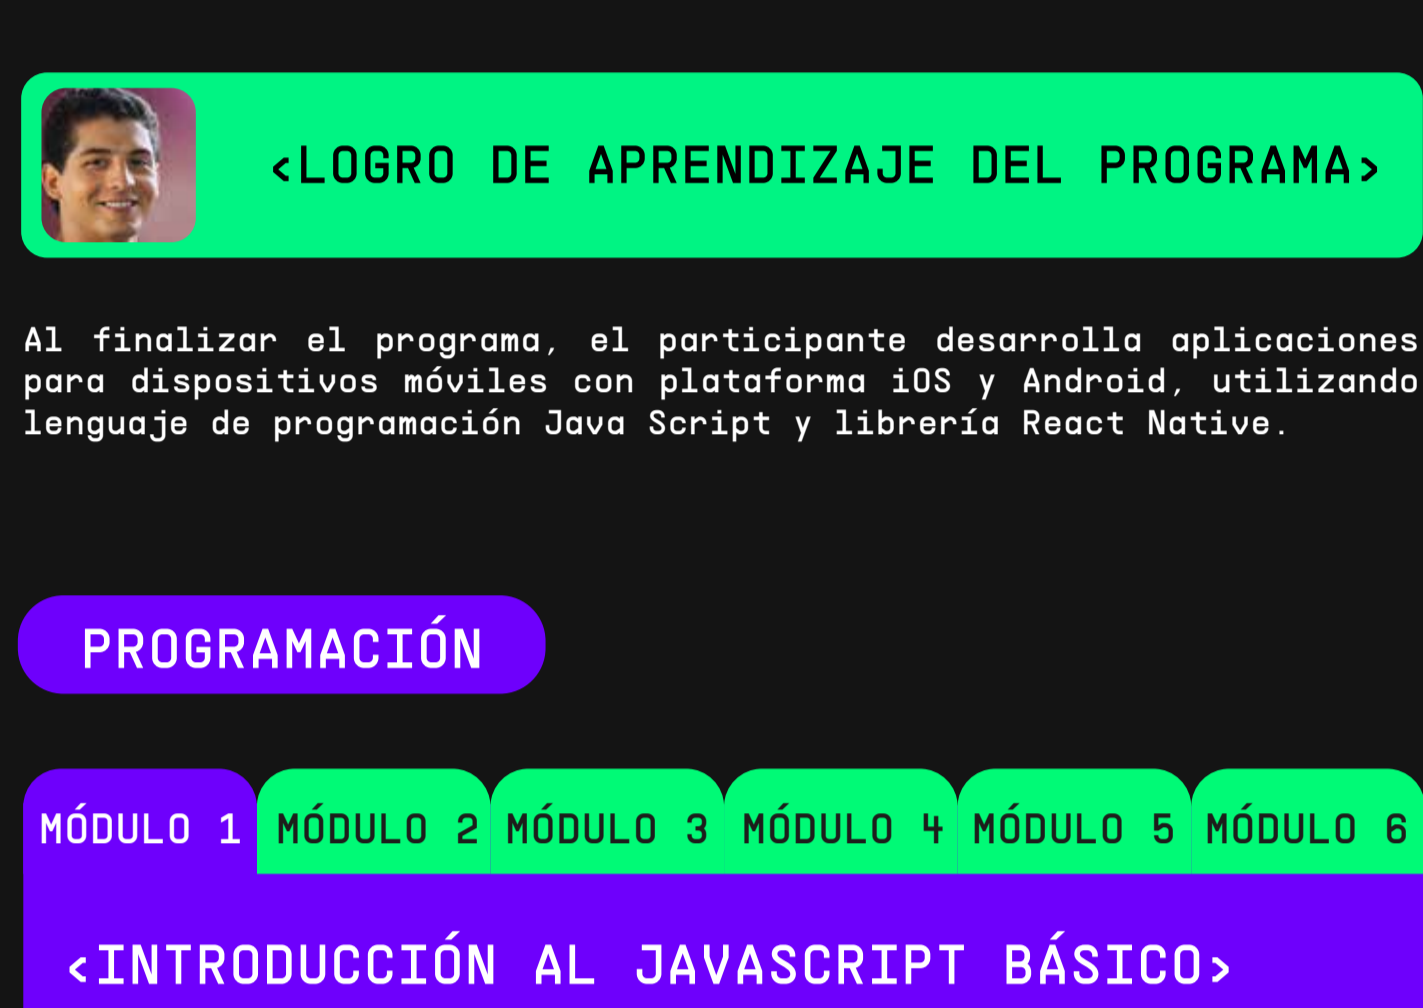 <LOGRO DE APRENDIZAJE DEL PROGRAMA>
Al finalizar el programa, el participante desarrolla aplicaciones
para dispositivos móviles con plataforma iOS y Android, utilizando
lenguaje de programación Java Script y librería React Native.
PROGRAMACIÓN
MÓDULO 1 MÓDULO 2 MÓDULO 3 MÓDULO 4 MÓDULO 5 MÓDULO 6
<INTRODUCCIÓN AL JAVASCRIPT BÁSICO>